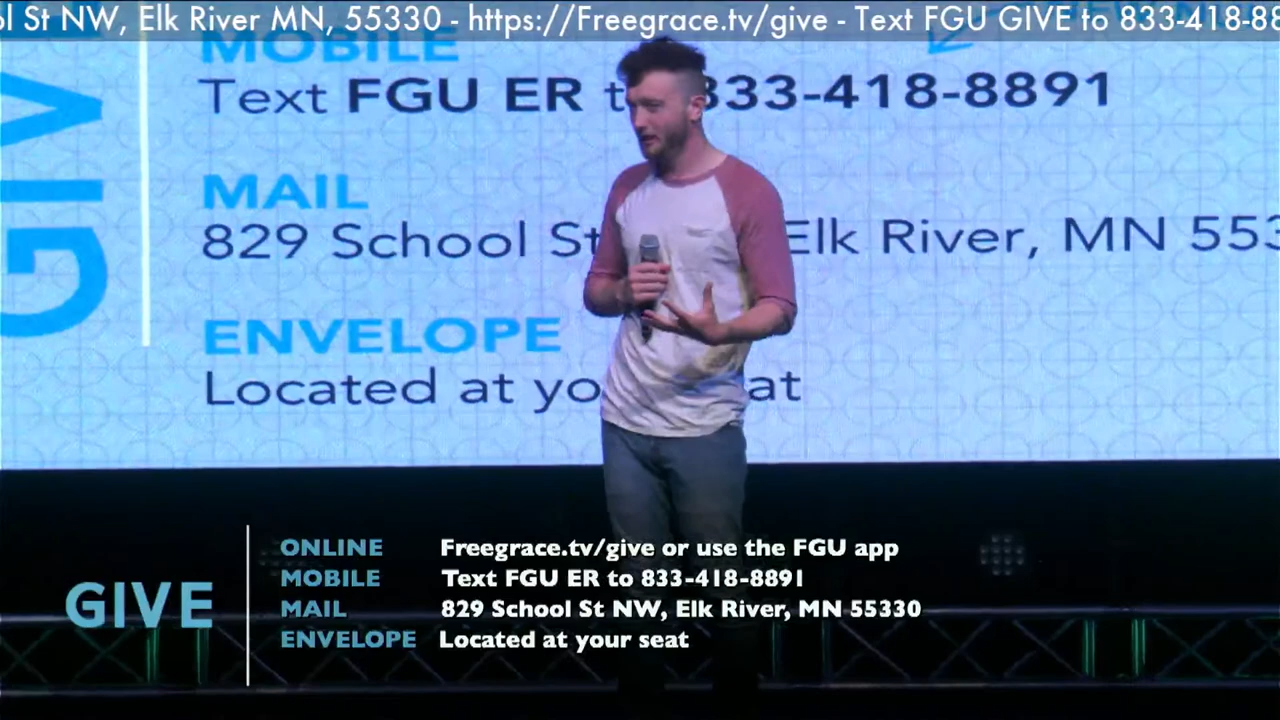 St NW, Elk River MN, 55330 - https://Freegrace.tv/give - Text FGU GIVE to 833-418-88
MOBILE
Text FGU ER 833-418-8891
MAIL
829 School St Elk River, MN 553
ENVELOPE
Located at
GIV
GIVE
ONLINE Freegrace.tv/give or use the FGU app
MOBILE Text FGU ER to 833-418-8891
MAIL 829 School St NW, Elk River, MN 55330
ENVELOPE Located at your seat